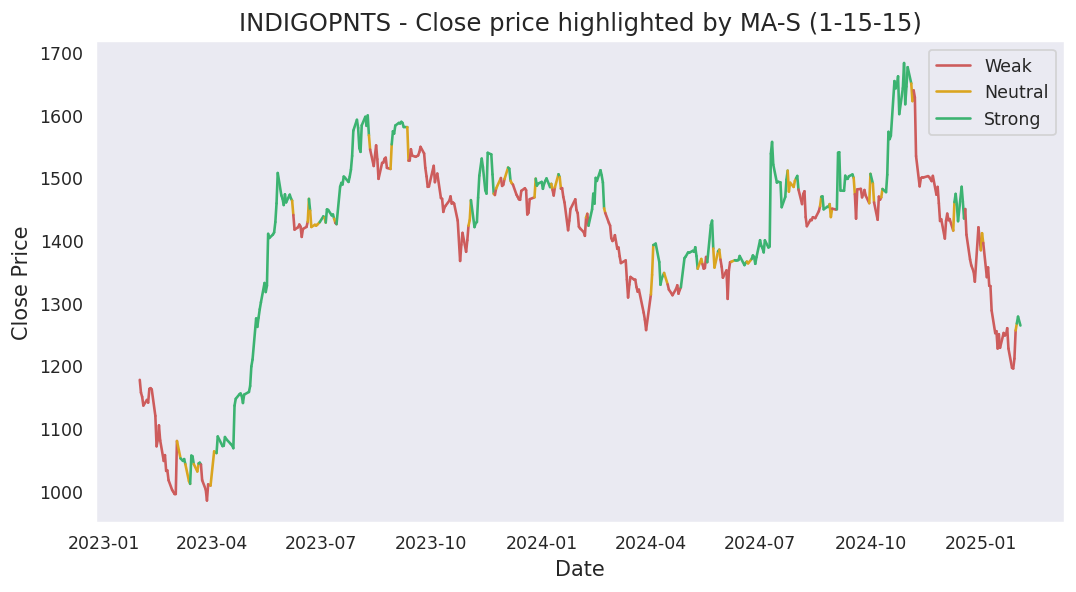 INDIGOPNTS - Close price highlighted by MA-S (1-15-15)
Weak
Neutral
Strong
Close Price
1700
1600
1500
1400
1300
1200
1100
1000
2023-01 2023-04 2023-07 2023-10 2024-01 2024-04 2024-07 2024-10 2025-01
Date